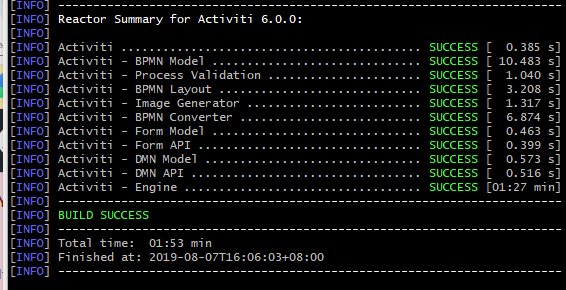 [INFO] ------------------------------------------------------------------------
[INFO] Reactor Summary for Activiti 6.0.0:
[INFO]
[INFO] Activiti ........................................... SUCCESS [  0.385 s]
[INFO] Activiti - BPMN Model .............................. SUCCESS [ 10.483 s]
[INFO] Activiti - Process Validation ...................... SUCCESS [  1.040 s]
[INFO] Activiti - BPMN Layout ............................. SUCCESS [  3.208 s]
[INFO] Activiti - Image Generator ......................... SUCCESS [  1.317 s]
[INFO] Activiti - BPMN Converter .......................... SUCCESS [  6.874 s]
[INFO] Activiti - Form Model .............................. SUCCESS [  0.463 s]
[INFO] Activiti - Form API ................................ SUCCESS [  0.399 s]
[INFO] Activiti - DMN Model ............................... SUCCESS [  0.573 s]
[INFO] Activiti - DMN API ................................. SUCCESS [  0.516 s]
[INFO] Activiti - Engine .................................. SUCCESS [01:27 min]
[INFO] ------------------------------------------------------------------------
[INFO] BUILD SUCCESS
[INFO] ------------------------------------------------------------------------
[INFO] Total time:  01:53 min
[INFO] Finished at: 2019-08-07T16:06:03+08:00
[INFO] ------------------------------------------------------------------------